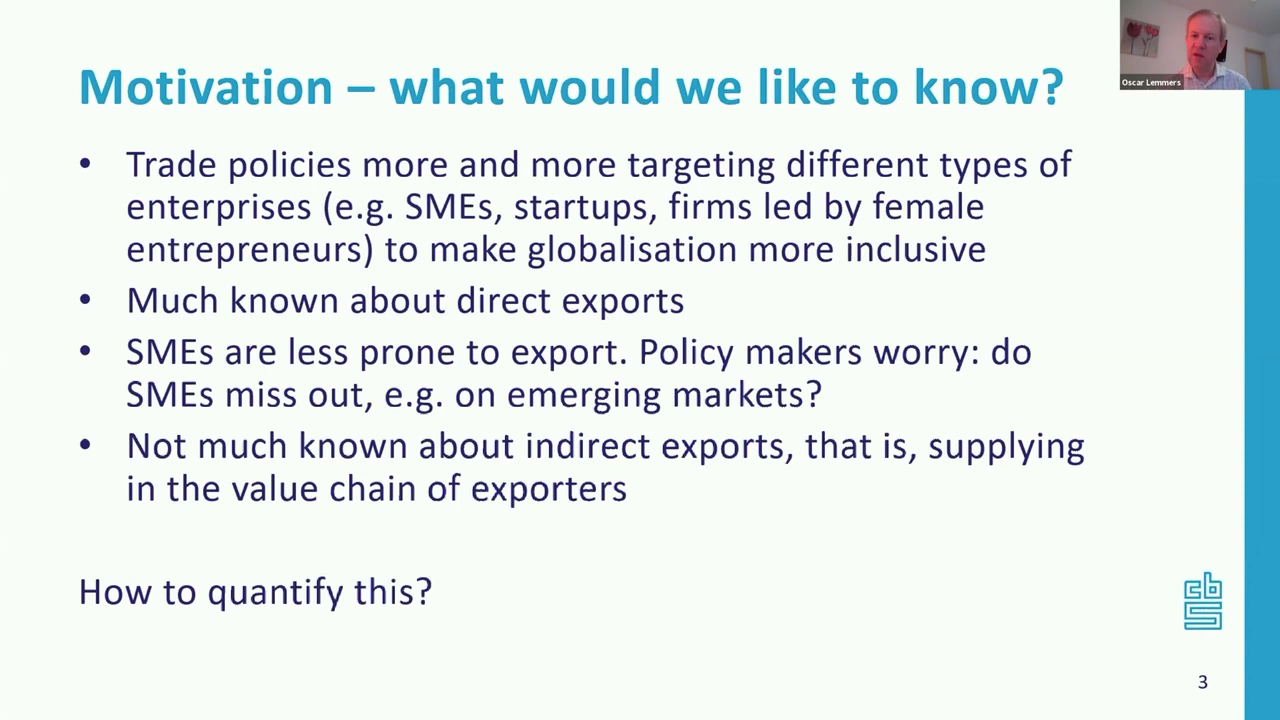 Motivation – what would we like to know?
• Trade policies more and more targeting different types of
enterprises (e.g. SMEs, startups, firms led by female
entrepreneurs) to make globalisation more inclusive
• Much known about direct exports
• SMEs are less prone to export. Policy makers worry: do
SMEs miss out, e.g. on emerging markets?
• Not much known about indirect exports, that is, supplying
in the value chain of exporters
How to quantify this?
Oscar Lemmers
cbs
3